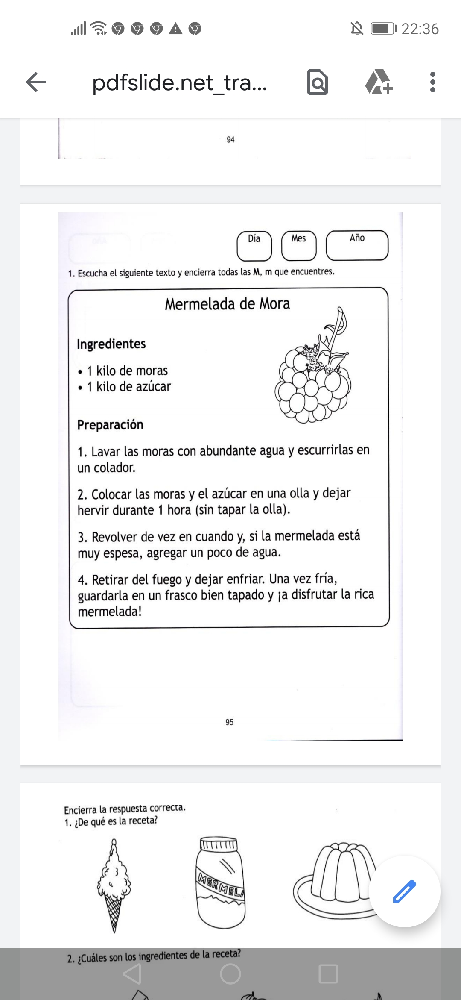 22:36
pdfslide.net_tra...
94
Día Mes Año
1. Escucha el siguiente texto y encierra todas las M, m que encuentres.
Mermelada de Mora
Ingredientes
• 1 kilo de moras
• 1 kilo de azúcar
Preparación
1. Lavar las moras con abundante agua y escurrirlas en
un colador.
2. Colocar las moras y el azúcar en una olla y dejar
hervir durante 1 hora (sin tapar la olla).
3. Revolver de vez en cuando y, si la mermelada está
muy espesa, agregar un poco de agua.
4. Retirar del fuego y dejar enfriar. Una vez fría,
guardarla en un frasco bien tapado y ¡a disfrutar la rica
mermelada!
95
Encierra la respuesta correcta.
1. ¿De qué es la receta?
MERMELA
2. ¿Cuáles son los ingredientes de la receta?